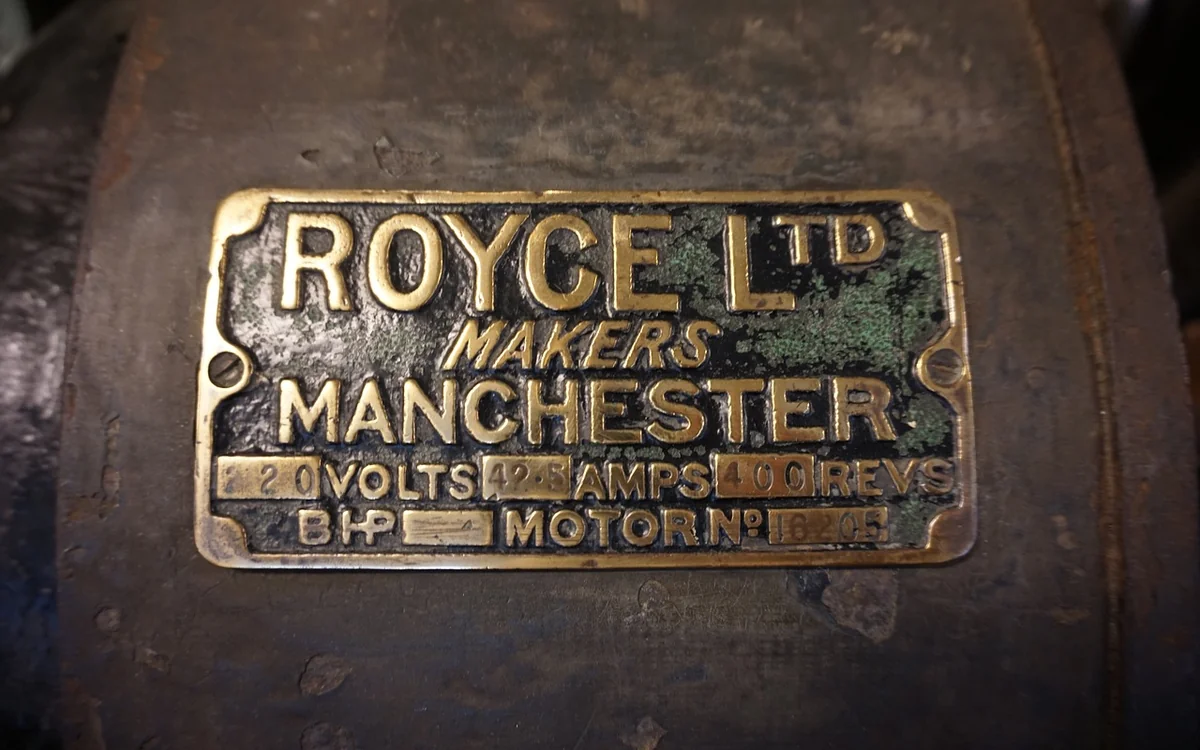 ROYCE LTD
MAKERS
MANCHESTER.
220 VOLTS 42.5 AMPS 400 REVS
BHP MOTOR No 16205